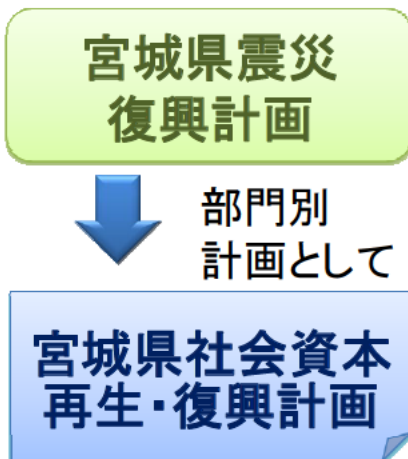 宮城県震災
復興計画
部門別
計画として
宮城県社会資本
再生・復興計画